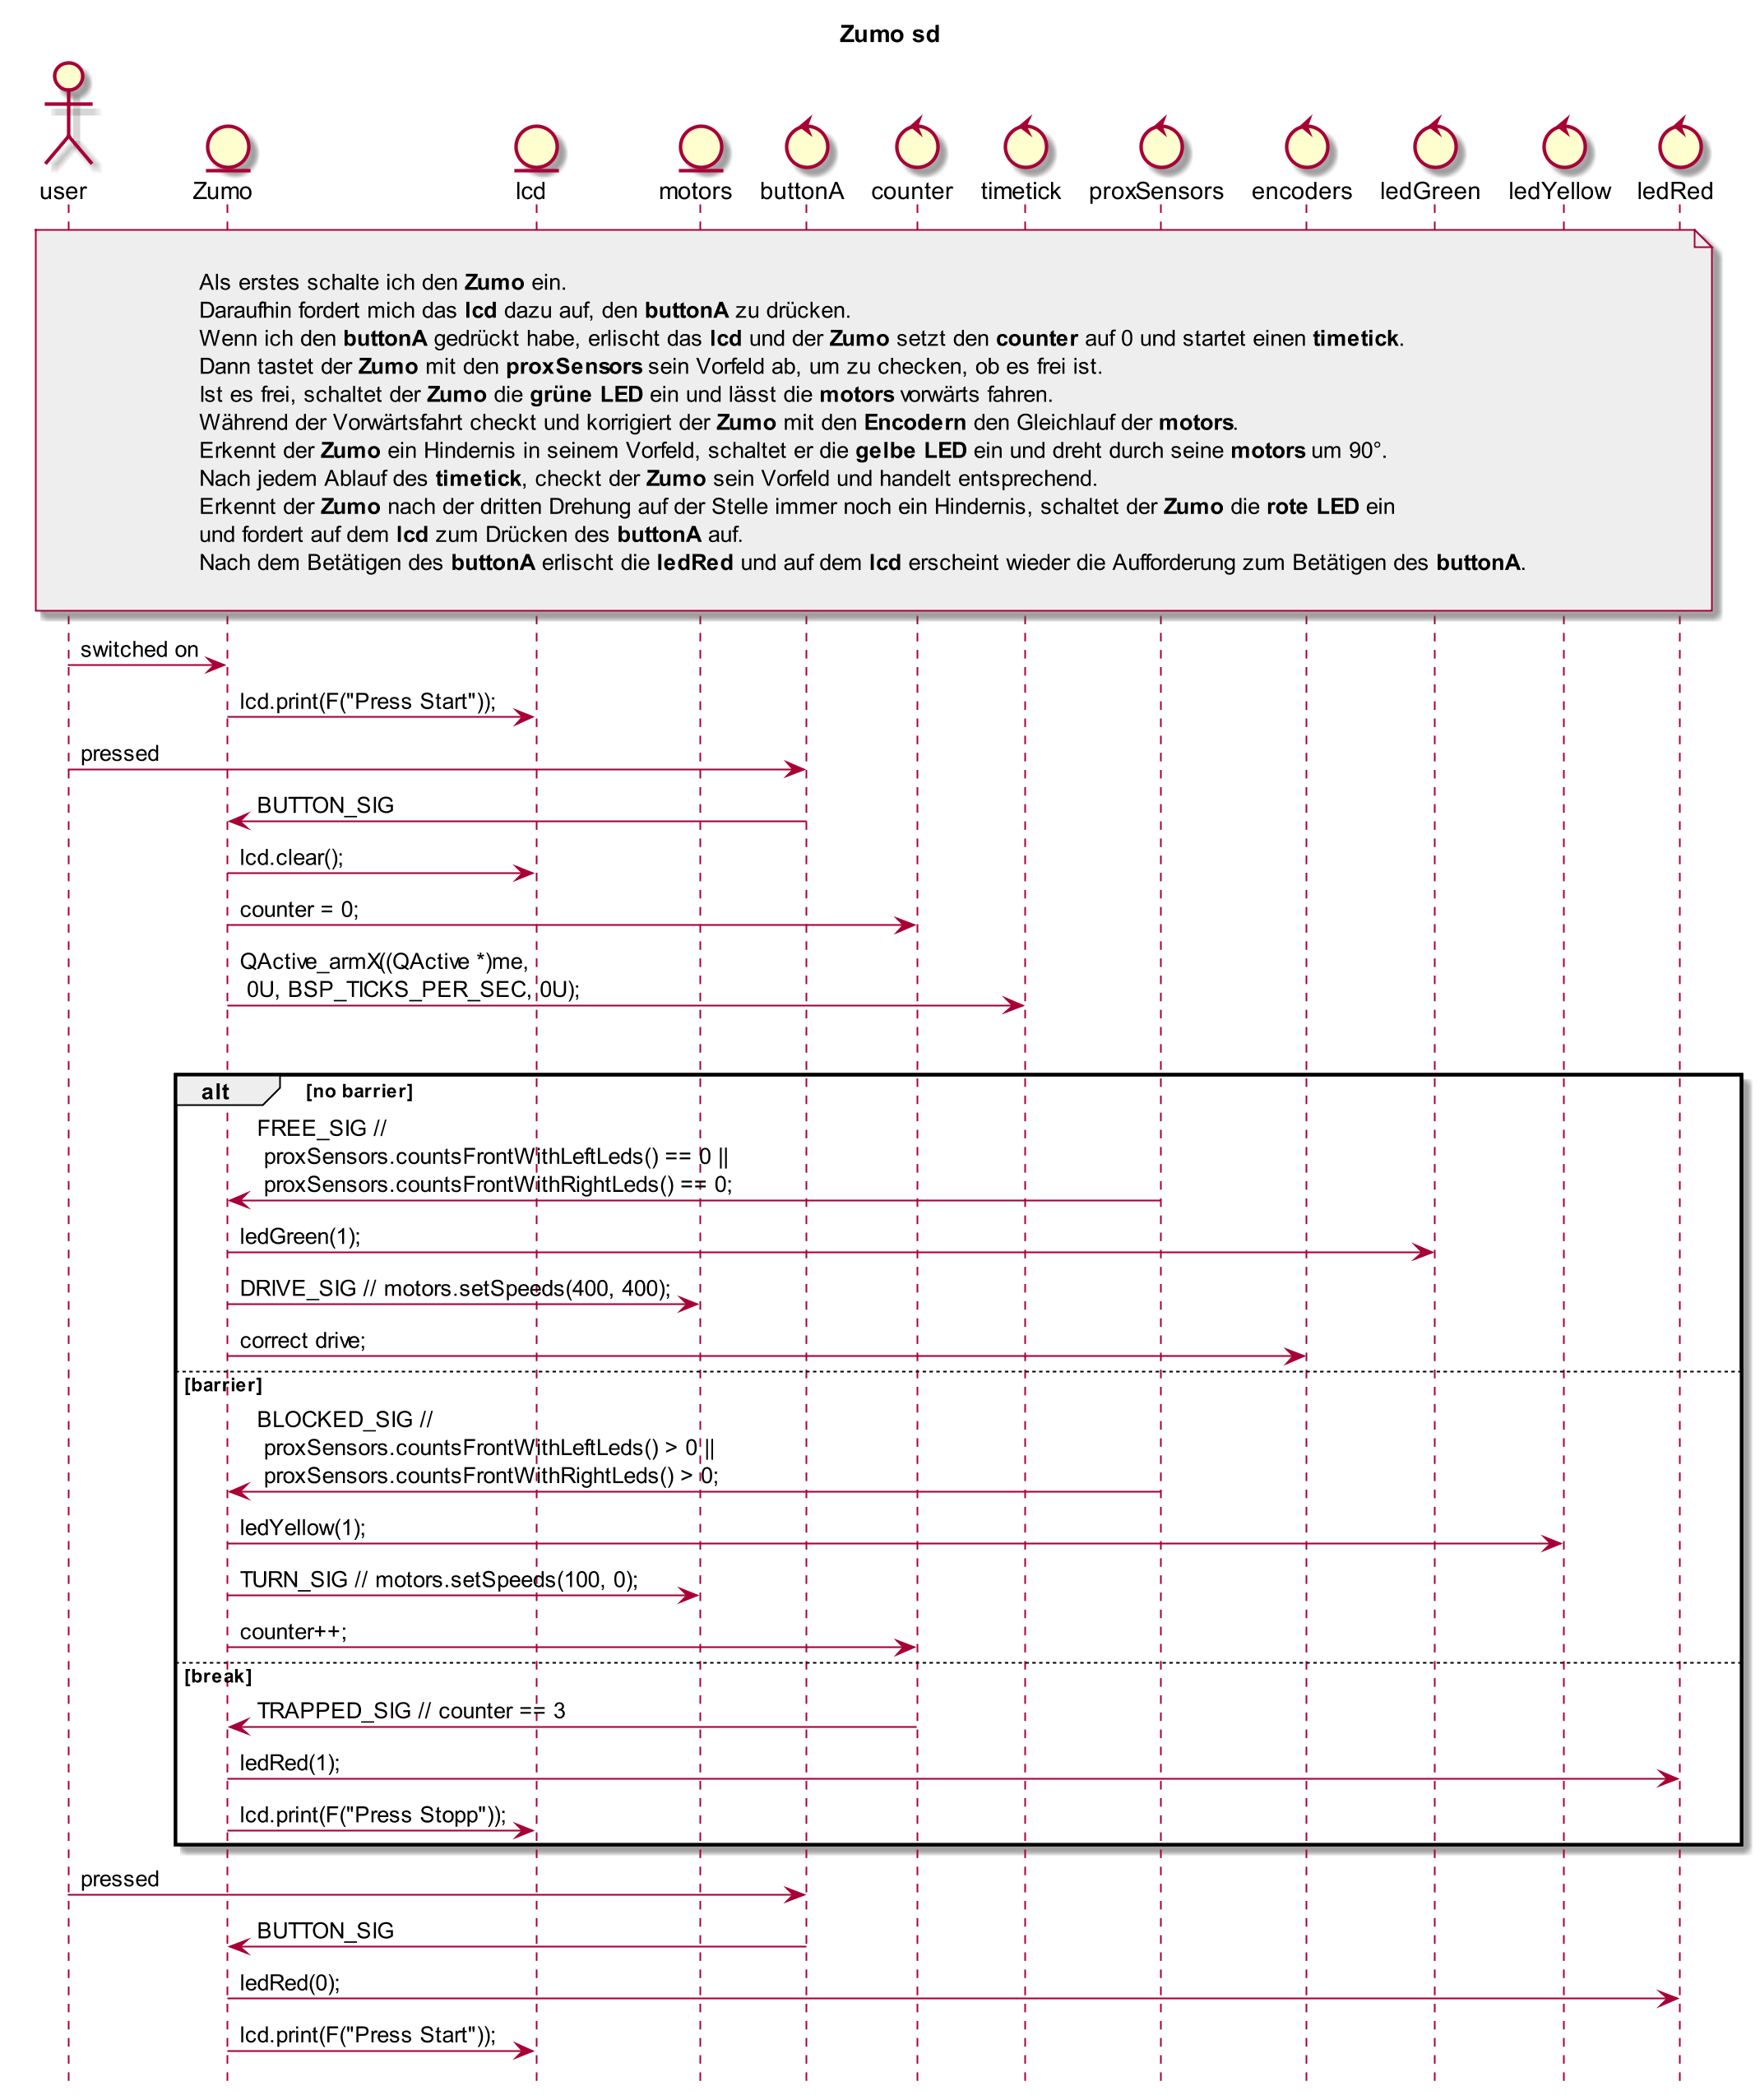 Zumo sd
user
Zumo
lcd
motors
buttonA
counter
timetick
proxSensors
encoders
ledGreen
ledYellow
ledRed
Als erstes schalte ich den Zumo ein.
Daraufhin fordert mich das lcd dazu auf, den buttonA zu drücken.
Wenn ich den buttonA gedrückt habe, erlischt das lcd und der Zumo setzt den counter auf 0 und startet einen timetick.
Dann tastet der Zumo mit den proxSensors sein Vorfeld ab, um zu checken, ob es frei ist.
Ist es frei, schaltet der Zumo die grüne LED ein und lässt die motors vorwärts fahren.
Während der Vorwärtsfahrt checkt und korrigiert der Zumo mit den Encodern den Gleichlauf der motors.
Erkennt der Zumo ein Hindernis in seinem Vorfeld, schaltet er die gelbe LED ein und dreht durch seine motors um 90°.
Nach jedem Ablauf des timetick, checkt der Zumo sein Vorfeld und handelt entsprechend.
Erkennt der Zumo nach der dritten Drehung auf der Stelle immer noch ein Hindernis, schaltet der Zumo die rote LED ein
und fordert auf dem lcd zum Drücken des buttonA auf.
Nach dem Betätigen des buttonA erlischt die ledRed und auf dem lcd erscheint wieder die Aufforderung zum Betätigen des buttonA.
switched on
lcd.print(F("Press Start"));
pressed
BUTTON_SIG
lcd.clear();
counter = 0;
QActive_armX((QActive *)me,
0U, BSP_TICKS_PER_SEC, 0U);
alt [no barrier]
FREE_SIG //
proxSensors.countsFrontWithLeftLeds() == 0 ||
proxSensors.countsFrontWithRightLeds() == 0;
ledGreen(1);
DRIVE_SIG // motors.setSpeeds(400, 400);
correct drive;
[barrier]
BLOCKED_SIG //
proxSensors.countsFrontWithLeftLeds() > 0 ||
proxSensors.countsFrontWithRightLeds() > 0;
ledYellow(1);
TURN_SIG // motors.setSpeeds(100, 0);
counter++;
[break]
TRAPPED_SIG // counter == 3
ledRed(1);
lcd.print(F("Press Stopp"));
pressed
BUTTON_SIG
ledRed(0);
lcd.print(F("Press Start"));